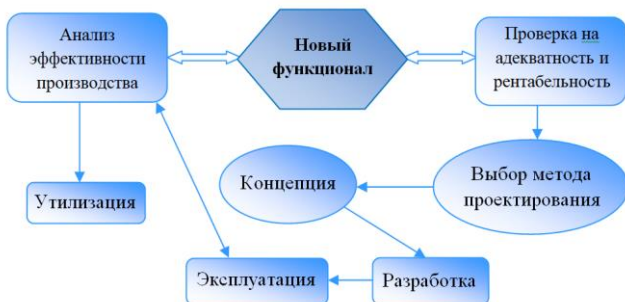 Анализ
эффективности
производства
Новый
функционал
Проверка на
адекватность и
рентабельность
Концепция
Выбор метода
проектирования
Утилизация
Эксплуатация
Разработка